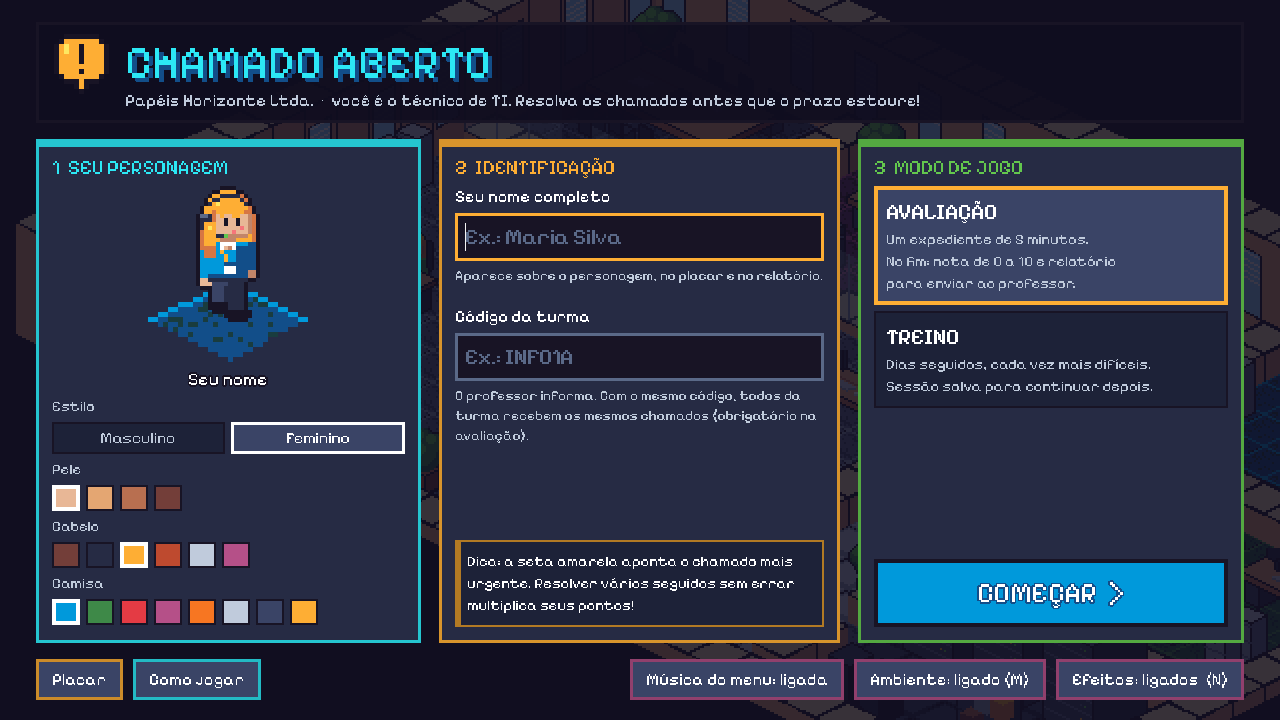 CHAMADO ABERTO
Papéis Horizonte Ltda. · você é o técnico de TI. Resolva os chamados antes que o prazo estoure!
1 SEU PERSONAGEM
Seu nome
Estilo
Masculino
Feminino
Pele
Cabelo
Camisa
2 IDENTIFICAÇÃO
Seu nome completo
Ex.: Maria Silva
Aparece sobre o personagem, no placar e no relatório.
Código da turma
Ex.: INFO1A
O professor informa. Com o mesmo código, todos da
turma recebem os mesmos chamados (obrigatório na
avaliação).
Dica: a seta amarela aponta o chamado mais
urgente. Resolver vários seguidos sem errar
multiplica seus pontos!
3 MODO DE JOGO
AVALIAÇÃO
Um expediente de 8 minutos.
No fim: nota de 0 a 10 e relatório
para enviar ao professor.
TREINO
Dias seguidos, cada vez mais difíceis.
Sessão salva para continuar depois.
COMEÇAR >
Placar
Como jogar
Música do menu: ligada
Ambiente: ligado (M)
Efeitos: ligados (N)